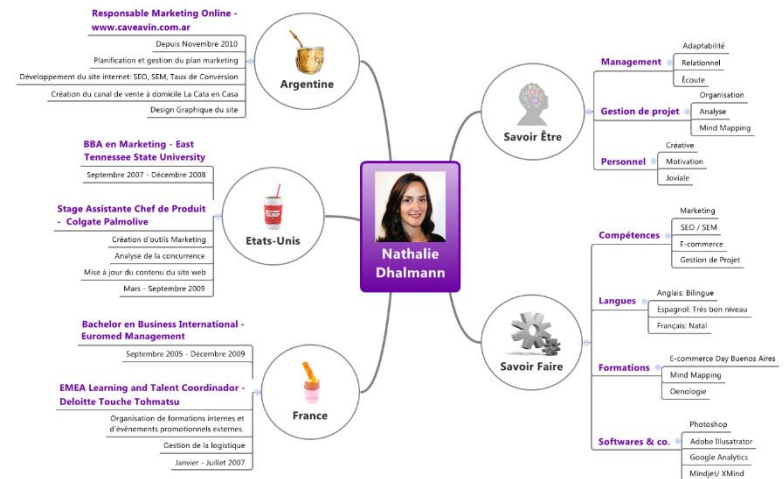 Responsable Marketing Online -
www.caveavin.com.ar
Depuis Novembre 2010
Planification et gestion du plan marketing
Développement du site internet: SEO, SEM, Taux de Conversion
Création du canal de vente à domicile La Cata en Casa
Design Graphique du site
Argentine
BBA en Marketing - East
Tennessee State University
Septembre 2007 - Décembre 2008
Stage Assistante Chef de Produit
- Colgate Palmolive
Création d'outils Marketing
Analyse de la concurrence
Mise à jour du contenu du site web
Mars - Septembre 2009
Etats-Unis
Bachelor en Business International -
Euromed Management
Septembre 2005 - Décembre 2009
EMEA Learning and Talent Coordinador -
Deloitte Touche Tohmatsu
Organisation de formations internes et
d'événements promotionnels externes.
Gestion de la logistique
Janvier - Juillet 2007
France
Nathalie
Dhalmann
Savoir Être
Management
Adaptabilité
Relationnel
Écoute
Gestion de projet
Organisation
Analyse
Mind Mapping
Personnel
Créative
Motivation
Joviale
Savoir Faire
Compétences
Marketing
SEO / SEM
E-commerce
Gestion de Projet
Langues
Anglais: Bilingue
Espagnol: Très bon niveau
Français: Natal
Formations
E-commerce Day Buenos Aires
Mind Mapping
Oenologie
Softwares & co.
Photoshop
Adobe Illusatrator
Google Analytics
Mindjet/ XMind